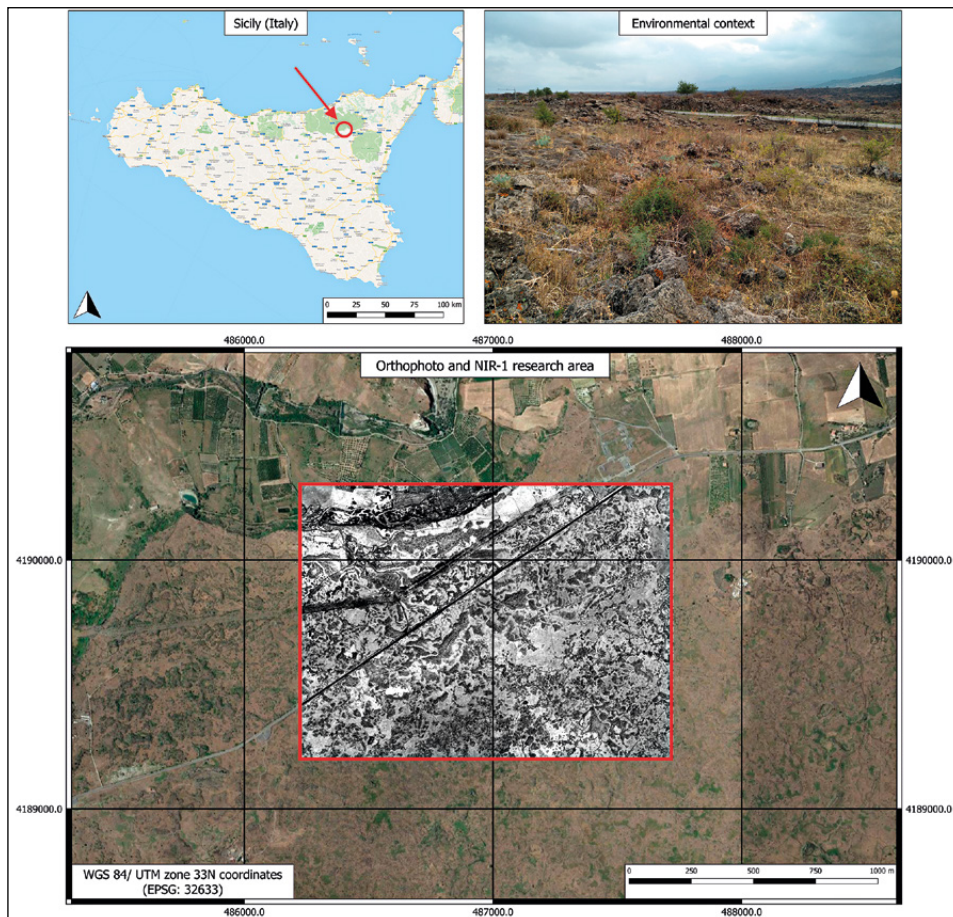 Sicily (Italy)
0 25 50 75 100 km
Environmental context
486000.0 487000.0 488000.0
Orthophoto and NIR-1 research area
4190000.0 4190000.0
4189000.0 4189000.0
WGS 84/ UTM zone 33N coordinates
(EPSG: 32633)
0 250 500 750 1000 m
486000.0 487000.0 488000.0